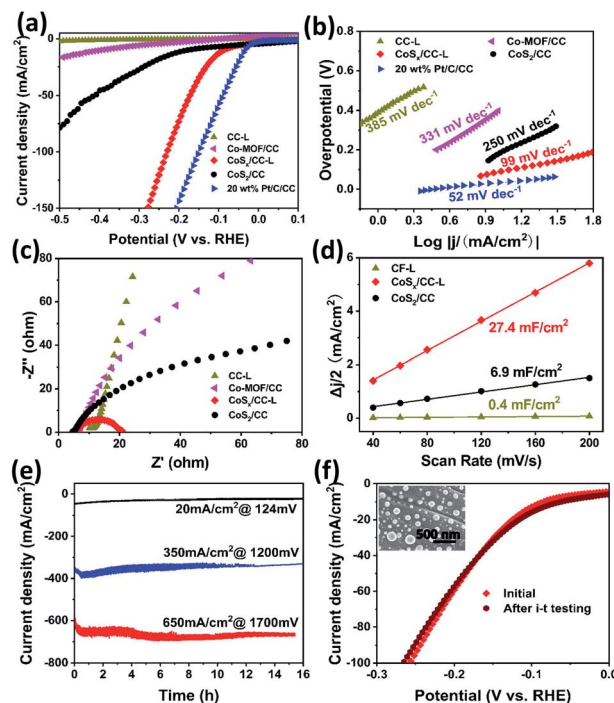 (a)
0
-50
-100
-150
-0.5 -0.4 -0.3 -0.2 -0.1 0.0 0.1
Current density (mA/cm²)
Potential (V vs. RHE)
CC-L
Co-MOF/CC
CoSₓ/CC-L
CoS₂/CC
20 wt% Pt/C/CC
(b)
CC-L
CoSₓ/CC-L
20 wt% Pt/C/CC
Co-MOF/CC
CoS₂/CC
0.8
0.6
0.4
0.2
0.0
0.0 0.3 0.6 0.9 1.2 1.5 1.8
Overpotential (V)
Log |j/(mA/cm²)|
385 mV dec⁻¹
331 mV dec⁻¹
250 mV dec⁻¹
99 mV dec⁻¹
52 mV dec⁻¹
(c)
80
60
40
20
0
0 20 40 60 80
-Z'' (ohm)
Z' (ohm)
CC-L
Co-MOF/CC
CoSₓ/CC-L
CoS₂/CC
(d)
CF-L
CoSₓ/CC-L
CoS₂/CC
6
4
2
0
40 80 120 160 200
Δj/2 (mA/cm²)
Scan Rate (mV/s)
27.4 mF/cm²
6.9 mF/cm²
0.4 mF/cm²
(e)
0
-200
-400
-600
-800
0 2 4 6 8 10 12 14 16
Current density (mA/cm²)
Time (h)
20mA/cm²@ 124mV
350mA/cm²@ 1200mV
650mA/cm²@ 1700mV
(f)
0
-20
-40
-60
-80
-100
-0.3 -0.2 -0.1 0.0
Current density (mA/cm²)
Potential (V vs. RHE)
500 nm
Initial
After i-t testing